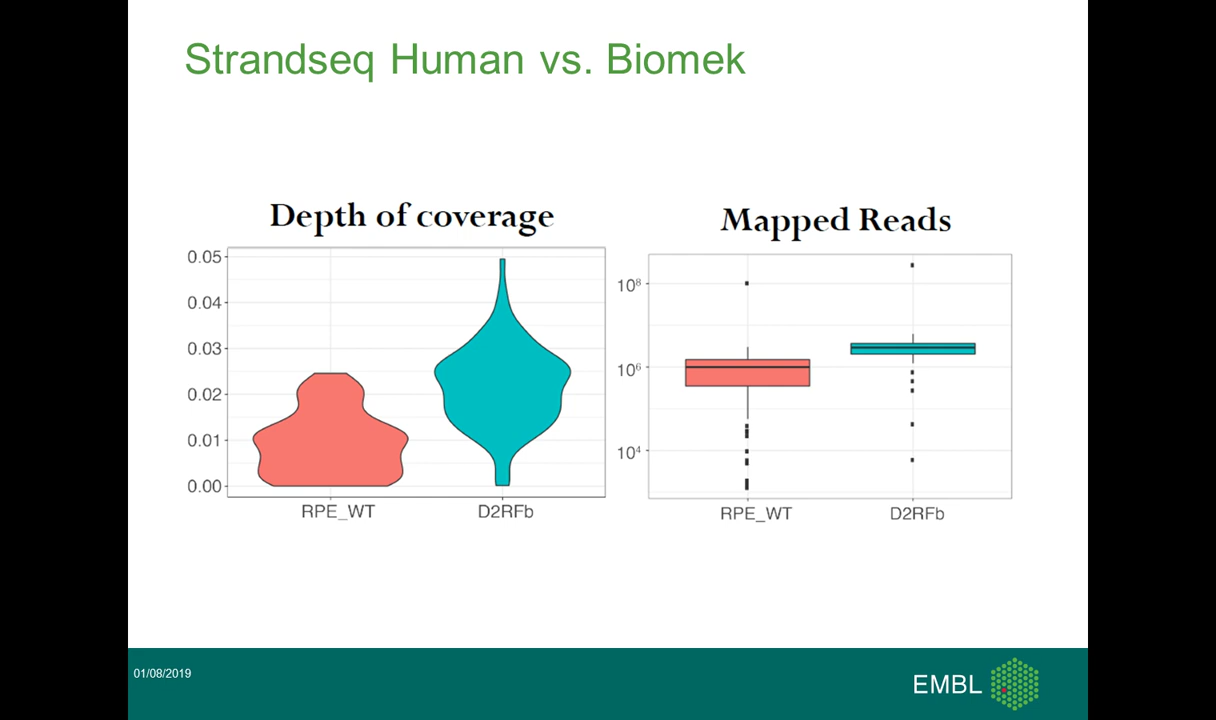 Strandseq Human vs. Biomek
Depth of coverage
0.05
0.04
0.03
0.02
0.01
0.00
RPE_WT
D2RFb
Mapped Reads
10⁸
10⁶
10⁴
RPE_WT
D2RFb
01/08/2019
EMBL